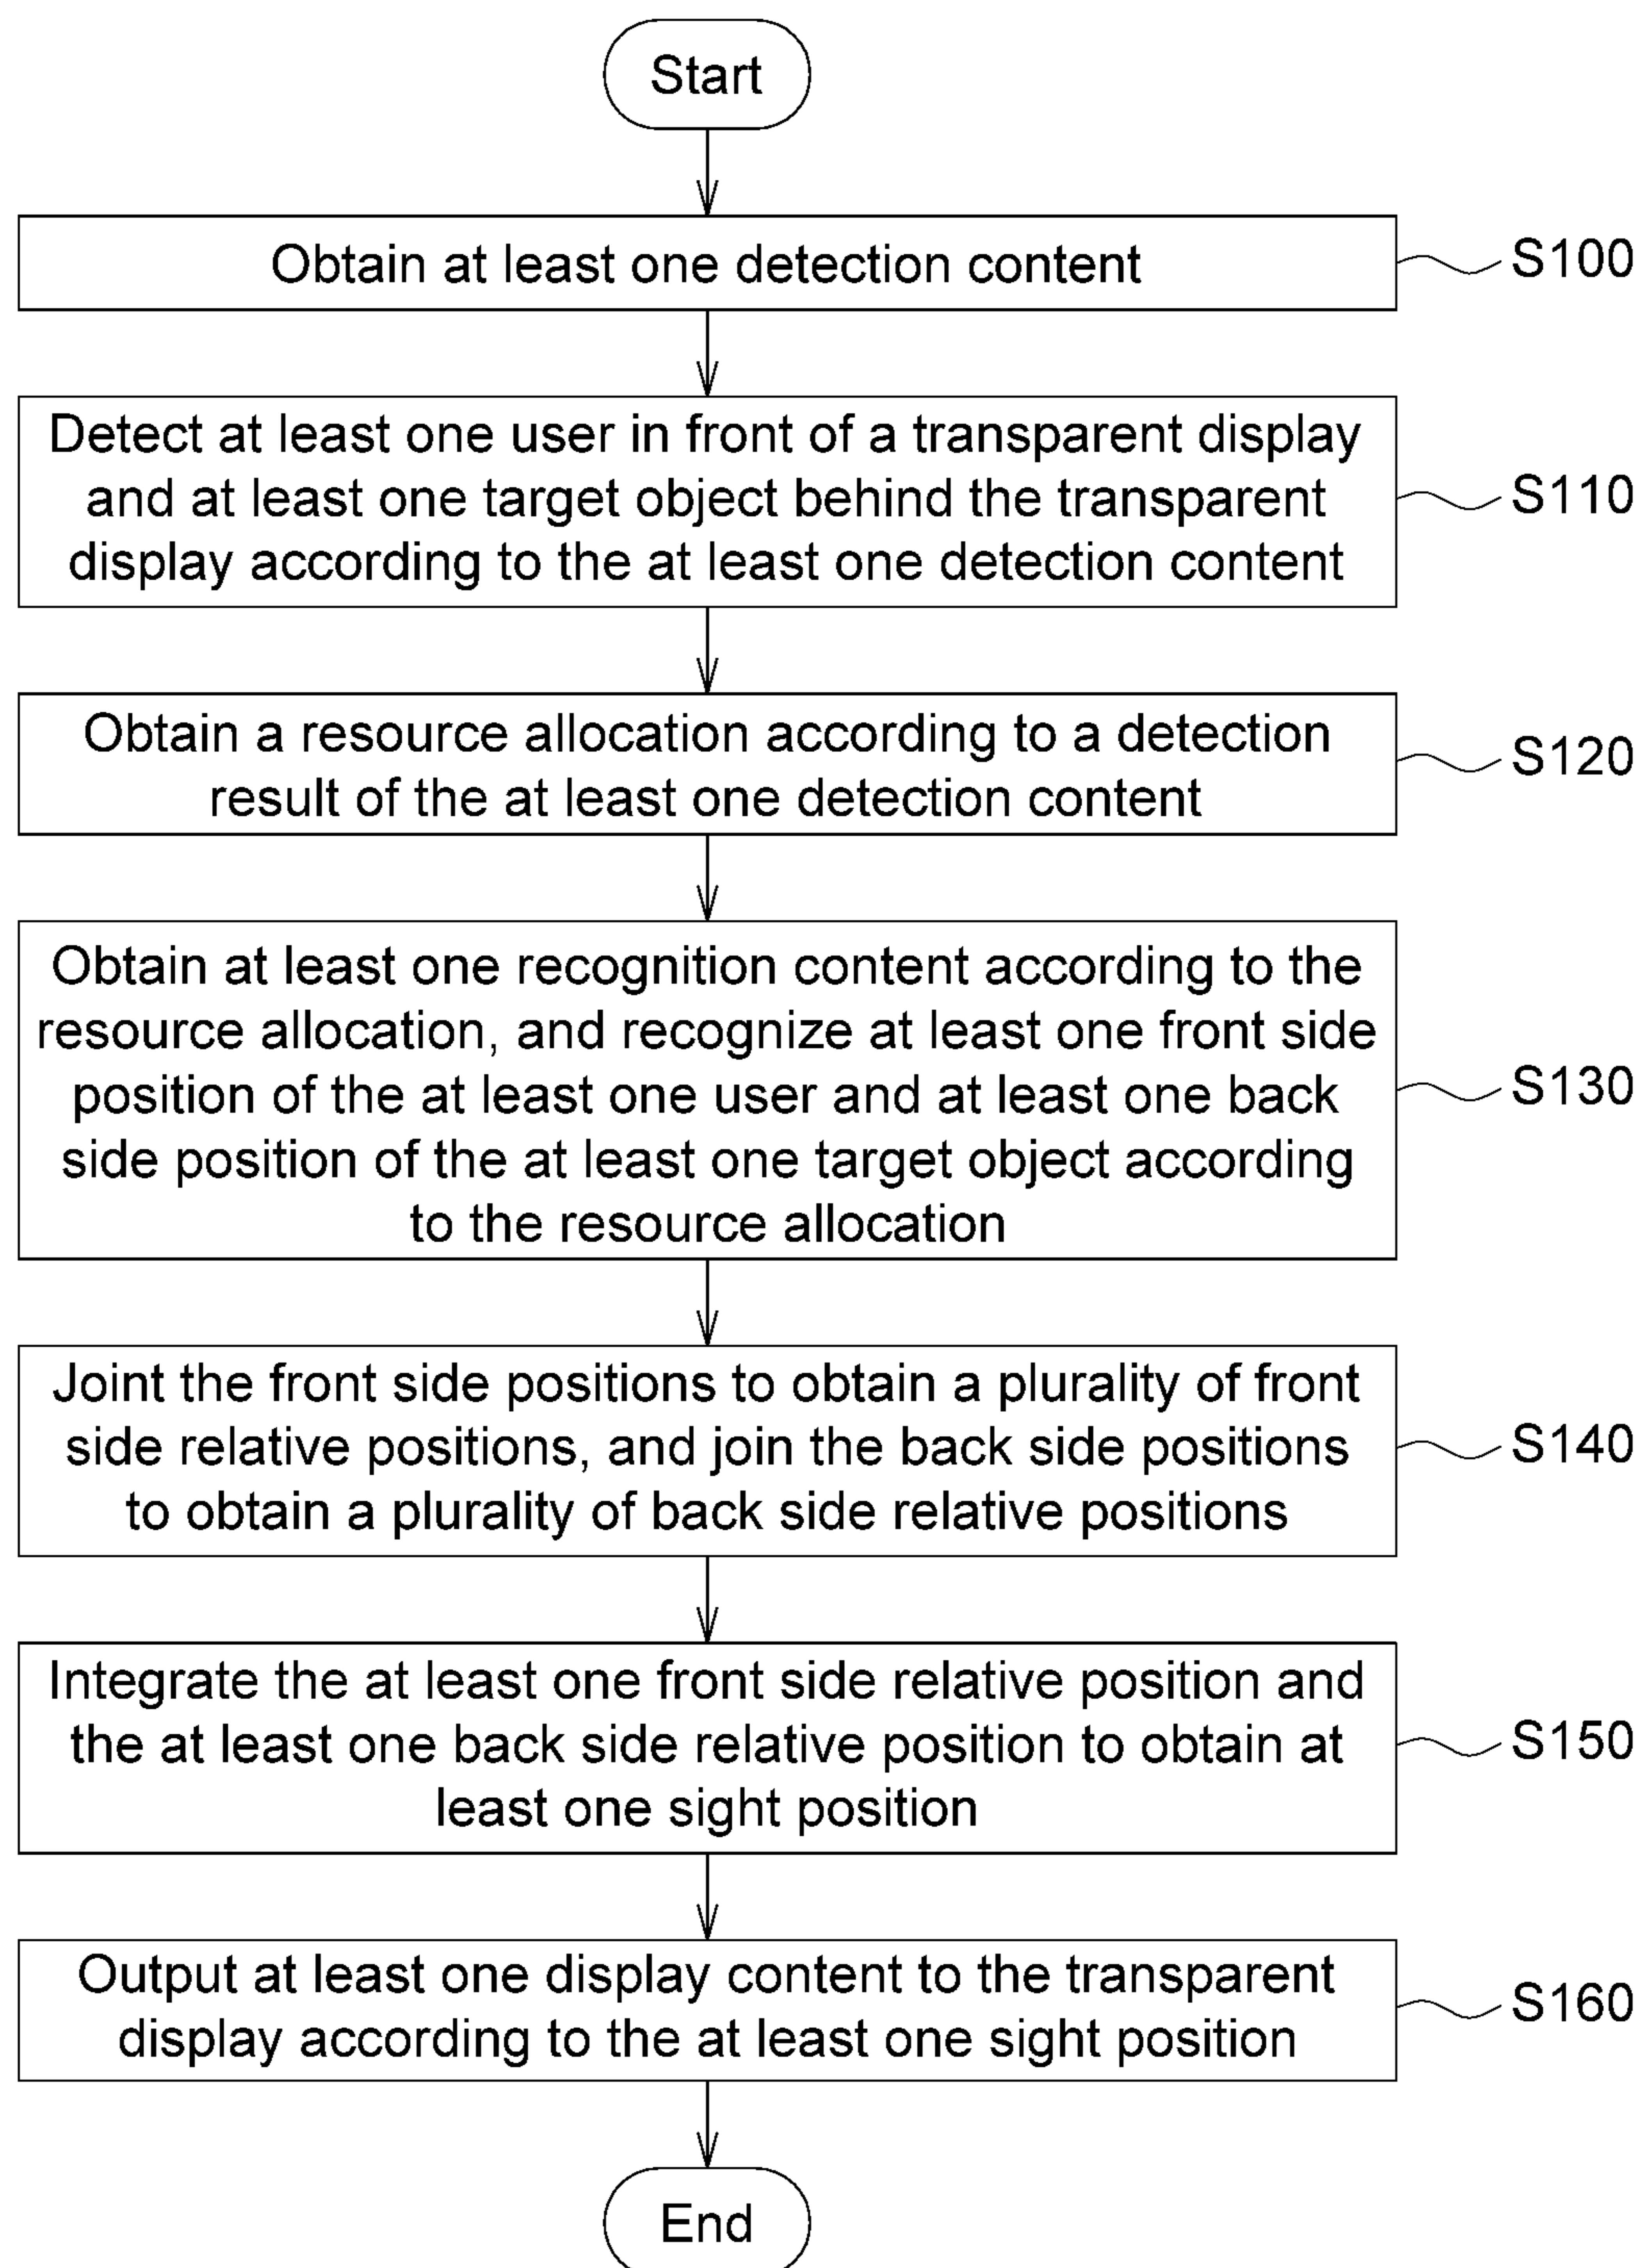 Start
Obtain at least one detection content
S100
Detect at least one user in front of a transparent display
and at least one target object behind the transparent
display according to the at least one detection content
S110
Obtain a resource allocation according to a detection
result of the at least one detection content
S120
Obtain at least one recognition content according to the
resource allocation, and recognize at least one front side
position of the at least one user and at least one back
side position of the at least one target object according
to the resource allocation
S130
Joint the front side positions to obtain a plurality of front
side relative positions, and join the back side positions
to obtain a plurality of back side relative positions
S140
Integrate the at least one front side relative position and
the at least one back side relative position to obtain at
least one sight position
S150
Output at least one display content to the transparent
display according to the at least one sight position
S160
End